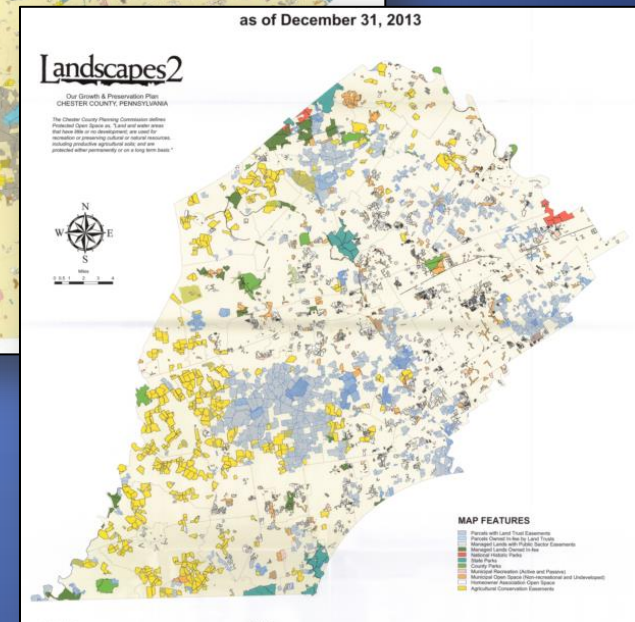 as of December 31, 2013
Landscapes2
Our Growth & Preservation Plan
CHESTER COUNTY, PENNSYLVANIA
The Chester County Planning Commission defines
Protected Open Space as, "Land and water areas
that have little or no development; are used for
recreation or preserving cultural or natural resources,
including productive agricultural soils; and are
protected either permanently or on a long term basis."
N
W
E
S
Miles
MAP FEATURES
Parcels with Land Trust Easements
Parcels Owned In-fee by Land Trusts
Managed Lands with Public Sector Easements
Managed Lands Owned In-fee
National Historic Parks
State Parks
County Parks
Municipal Recreation (Active and Passive)
Municipal Open Space (Non-recreational and Undeveloped)
Homeowner Association Open Space
Agricultural Conservation Easements